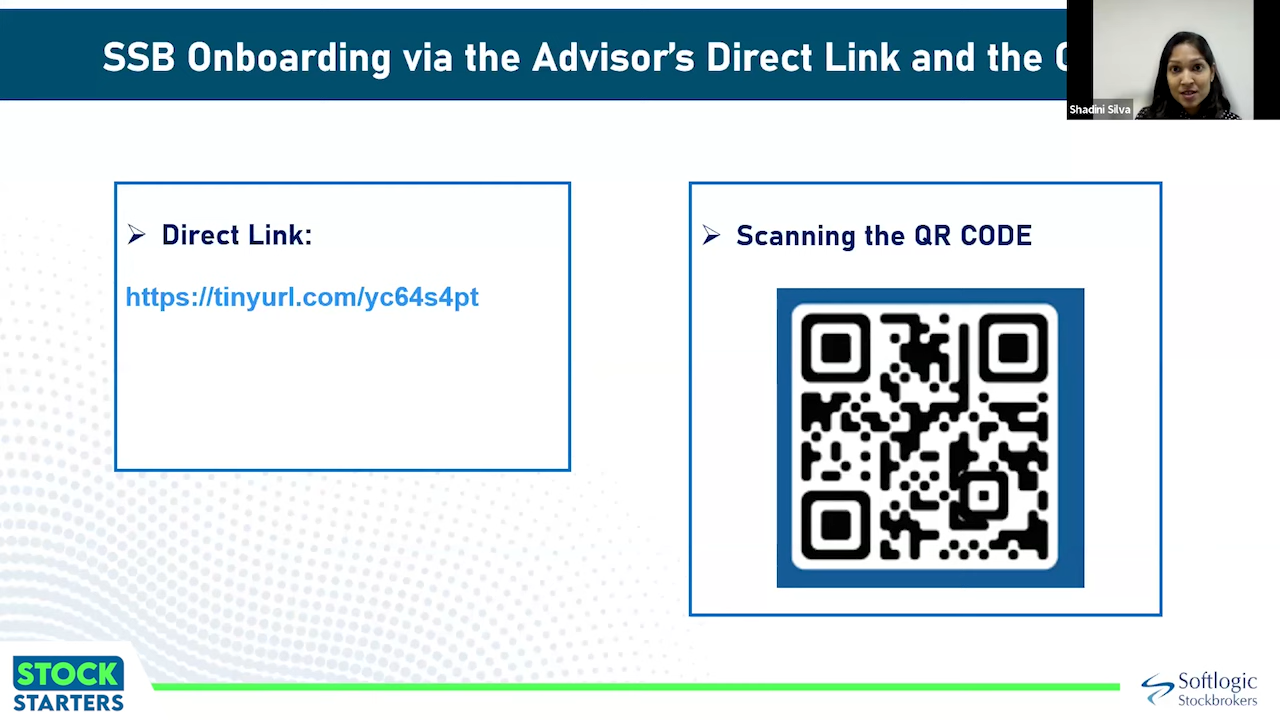 SSB Onboarding via the Advisor's Direct Link and the
Shadini Silva
➢ Direct Link:
https://tinyurl.com/yc64s4pt
➢ Scanning the QR CODE
STOCK
STARTERS
Softlogic
Stockbrokers